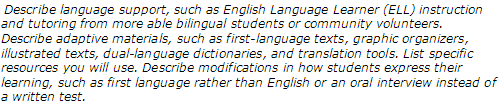 Describe language support, such as English Language Learner (ELL) instruction
and tutoring from more able bilingual students or community volunteers.
Describe adaptive materials, such as first-language texts, graphic organizers,
illustrated texts, dual-language dictionaries, and translation tools. List specific
resources you will use. Describe modifications in how students express their
learning, such as first language rather than English or an oral interview instead of
a written test.